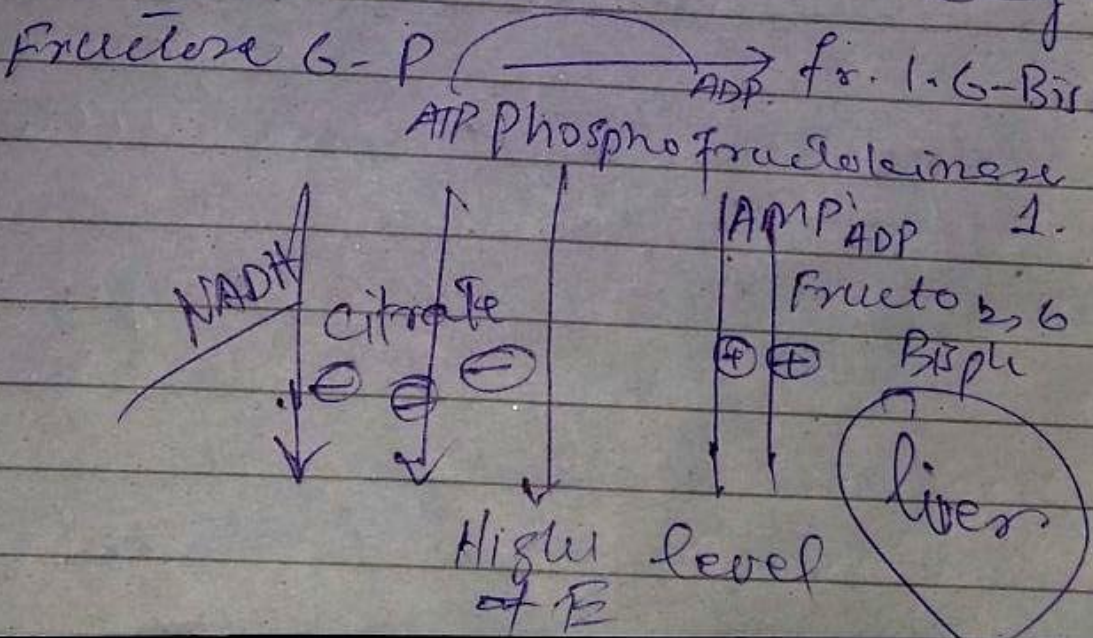 Fructose 6-P → fr. 1.6-Bis
ATP ADP
Phosphofructokinase 1.
AMP ADP
NADH Citrate Fructo 2,6
⊖ ⊖ ⊖ ⊕ ⊕ Bisph
liver
High level
of E